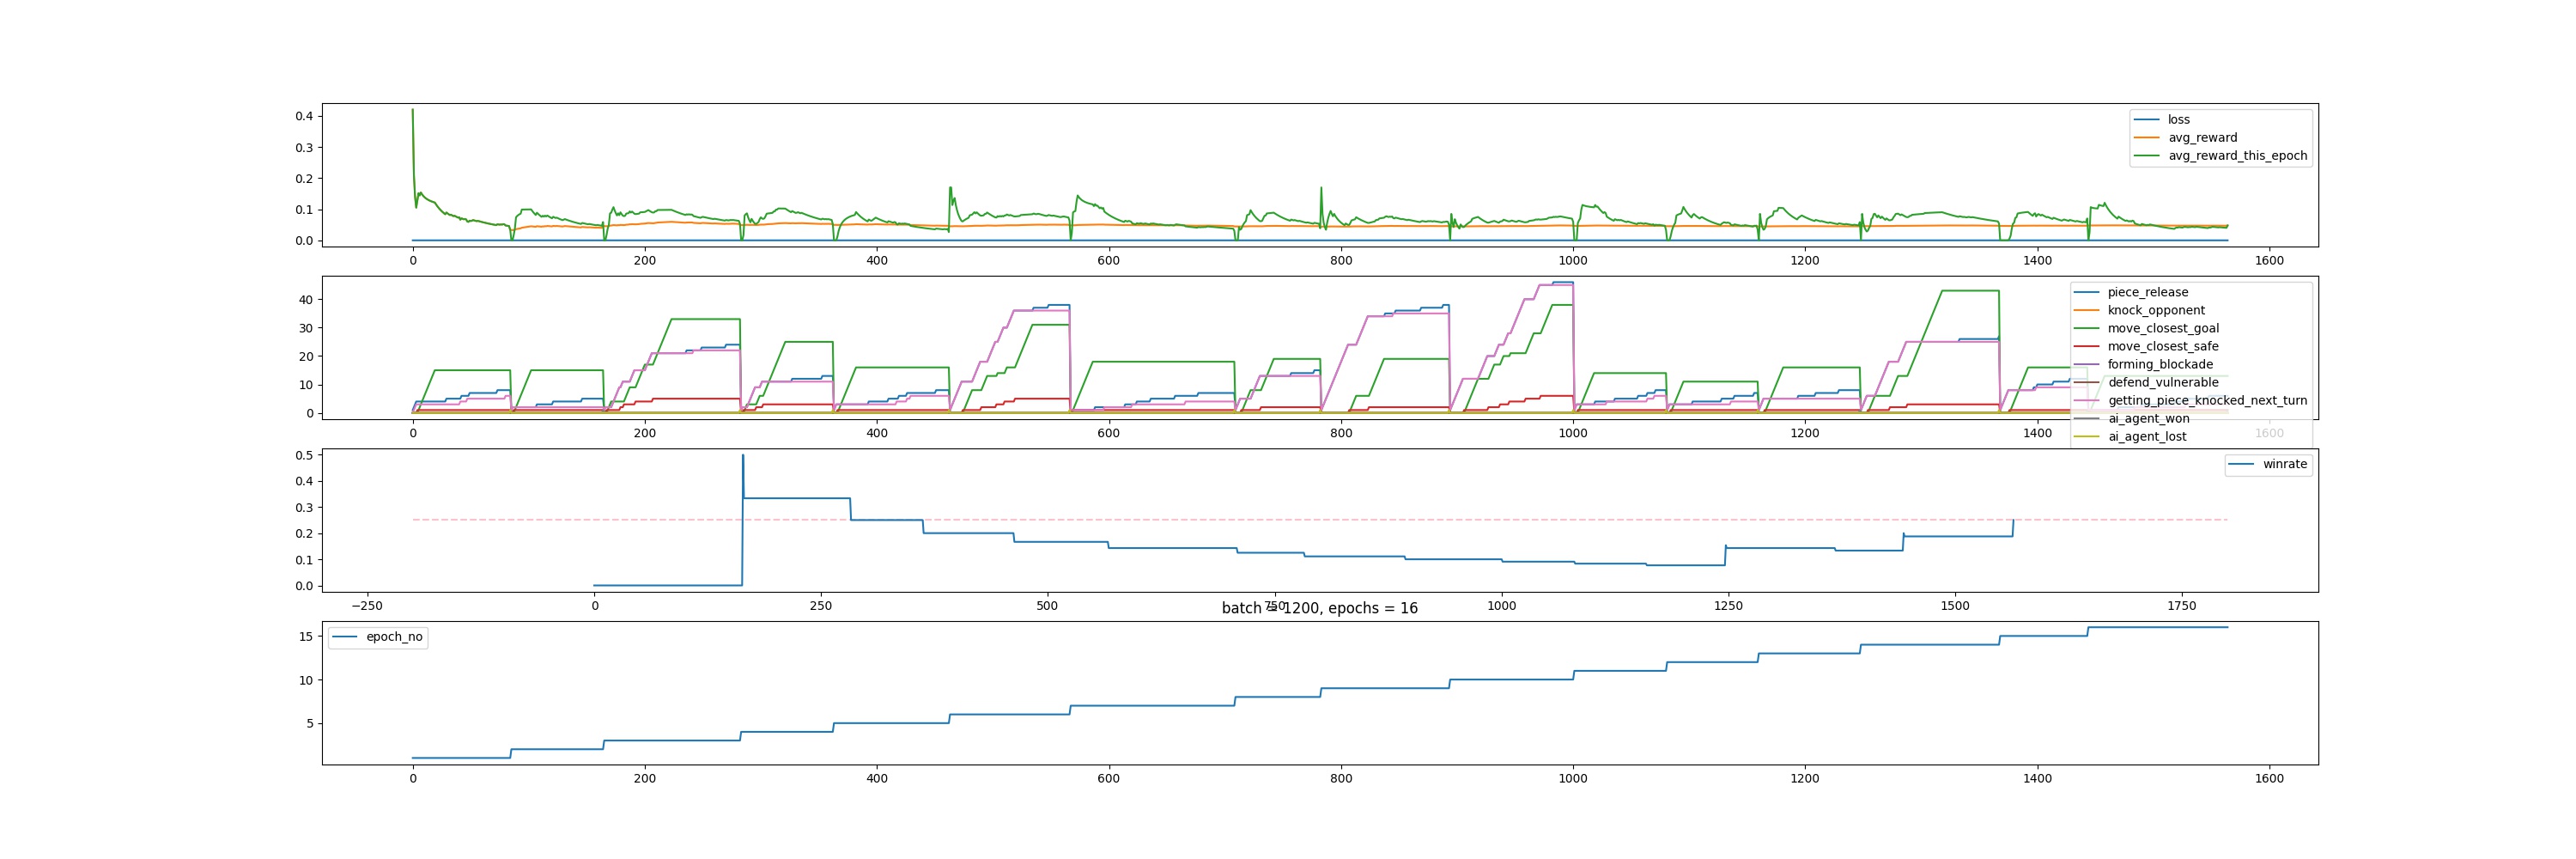 0.4
0.3
0.2
0.1
0.0
loss
avg_reward
avg_reward_this_epoch
0 200 400 600 800 1000 1200 1400 1600
40
30
20
10
0
piece_release
knock_opponent
move_closest_goal
move_closest_safe
forming_blockade
defend_vulnerable
getting_piece_knocked_next_turn
ai_agent_won
ai_agent_lost
0 200 400 600 800 1000 1200 1400 1600
0.5
0.4
0.3
0.2
0.1
0.0
winrate
−250 0 250 500 750 1000 1250 1500 1750
batch = 1200, epochs = 16
15
10
5
epoch_no
0 200 400 600 800 1000 1200 1400 1600